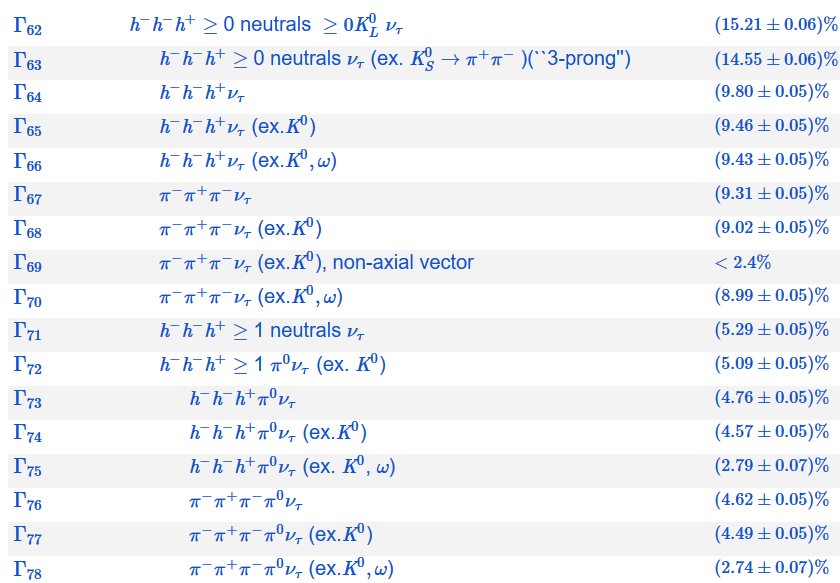 Γ₆₂ h⁻h⁻h⁺ ≥ 0 neutrals ≥ 0K⁰_L ν_τ (15.21 ± 0.06)%
Γ₆₃ h⁻h⁻h⁺ ≥ 0 neutrals ν_τ (ex. K⁰_S → π⁺π⁻ )(``3-prong'') (14.55 ± 0.06)%
Γ₆₄ h⁻h⁻h⁺ν_τ (9.80 ± 0.05)%
Γ₆₅ h⁻h⁻h⁺ν_τ (ex.K⁰) (9.46 ± 0.05)%
Γ₆₆ h⁻h⁻h⁺ν_τ (ex.K⁰, ω) (9.43 ± 0.05)%
Γ₆₇ π⁻π⁺π⁻ν_τ (9.31 ± 0.05)%
Γ₆₈ π⁻π⁺π⁻ν_τ (ex.K⁰) (9.02 ± 0.05)%
Γ₆₉ π⁻π⁺π⁻ν_τ (ex.K⁰), non-axial vector < 2.4%
Γ₇₀ π⁻π⁺π⁻ν_τ (ex.K⁰, ω) (8.99 ± 0.05)%
Γ₇₁ h⁻h⁻h⁺ ≥ 1 neutrals ν_τ (5.29 ± 0.05)%
Γ₇₂ h⁻h⁻h⁺ ≥ 1 π⁰ν_τ (ex. K⁰) (5.09 ± 0.05)%
Γ₇₃ h⁻h⁻h⁺π⁰ν_τ (4.76 ± 0.05)%
Γ₇₄ h⁻h⁻h⁺π⁰ν_τ (ex.K⁰) (4.57 ± 0.05)%
Γ₇₅ h⁻h⁻h⁺π⁰ν_τ (ex. K⁰, ω) (2.79 ± 0.07)%
Γ₇₆ π⁻π⁺π⁻π⁰ν_τ (4.62 ± 0.05)%
Γ₇₇ π⁻π⁺π⁻π⁰ν_τ (ex.K⁰) (4.49 ± 0.05)%
Γ₇₈ π⁻π⁺π⁻π⁰ν_τ (ex.K⁰, ω) (2.74 ± 0.07)%